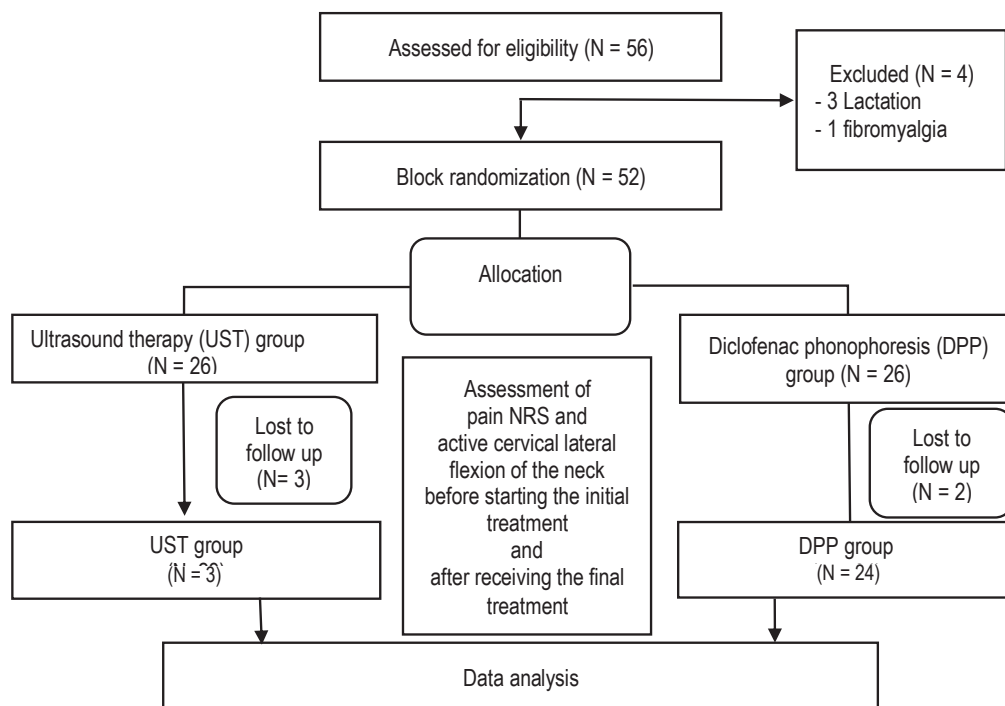 Assessed for eligibility (N = 56)
Excluded (N = 4)
- 3 Lactation
- 1 fibromyalgia
Block randomization (N = 52)
Allocation
Ultrasound therapy (UST) group
(N = 26)
Diclofenac phonophoresis (DPP)
group (N = 26)
Lost to
follow up
(N= 3)
Assessment of
pain NRS and
active cervical lateral
flexion of the neck
before starting the initial
treatment
and
after receiving the final
treatment
Lost to
follow up
(N = 2)
UST group
(N = 3)
DPP group
(N = 24)
Data analysis